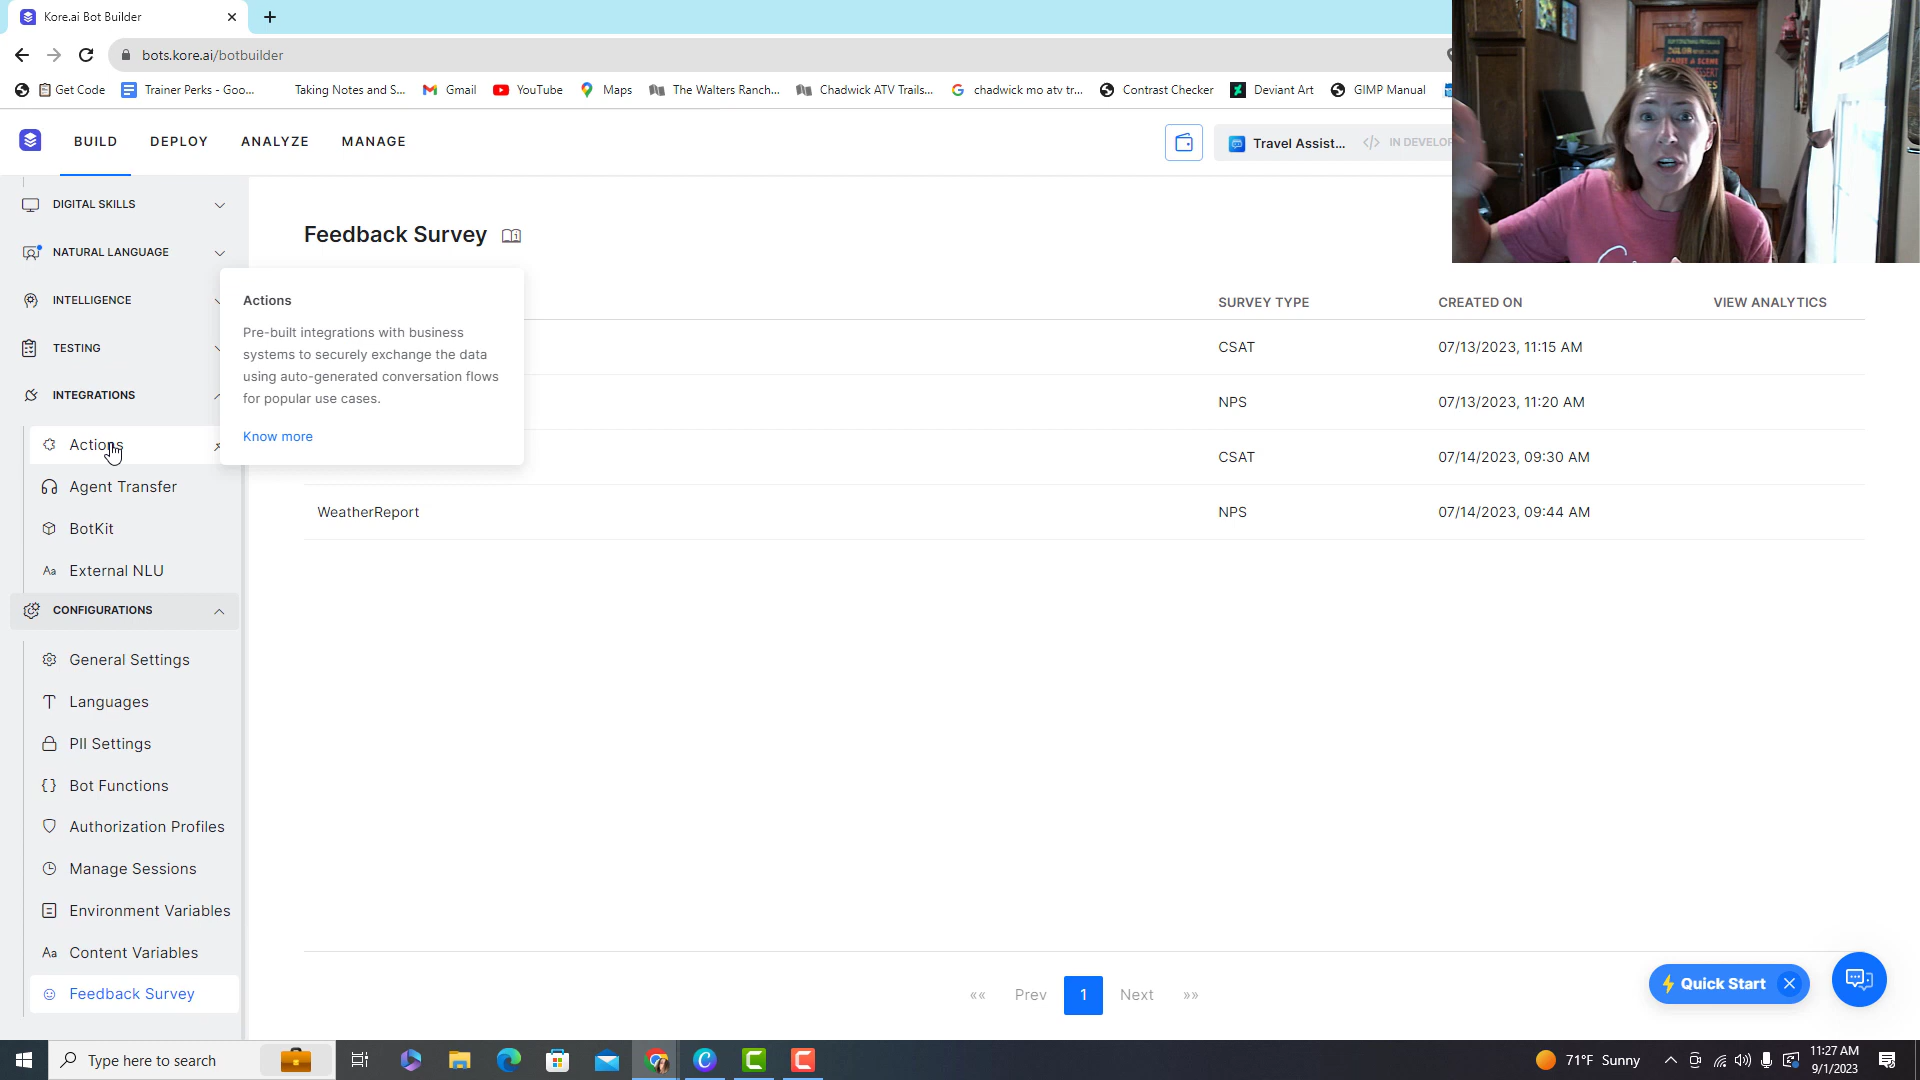 Kore.ai Bot Builder
bots.kore.ai/botbuilder
Get Code
Trainer Perks - Goo...
Taking Notes and S...
Gmail
YouTube
Maps
The Walters Ranch...
Chadwick ATV Trails...
chadwick mo atv tr...
Contrast Checker
Deviant Art
GIMP Manual
BUILD
DEPLOY
ANALYZE
MANAGE
Travel Assist...
IN DEVELOP
DIGITAL SKILLS
NATURAL LANGUAGE
INTELLIGENCE
TESTING
INTEGRATIONS
Actions
Agent Transfer
BotKit
Aa External NLU
CONFIGURATIONS
General Settings
Languages
PII Settings
Bot Functions
Authorization Profiles
Manage Sessions
Environment Variables
Aa Content Variables
Feedback Survey
Actions
Pre-built integrations with business
systems to securely exchange the data
using auto-generated conversation flows
for popular use cases.
Know more
Feedback Survey
SURVEY TYPE CREATED ON VIEW ANALYTICS
CSAT 07/13/2023, 11:15 AM
NPS 07/13/2023, 11:20 AM
CSAT 07/14/2023, 09:30 AM
WeatherReport NPS 07/14/2023, 09:44 AM
«« Prev 1 Next »»
Quick Start
Type here to search
71°F Sunny
11:27 AM
9/1/2023